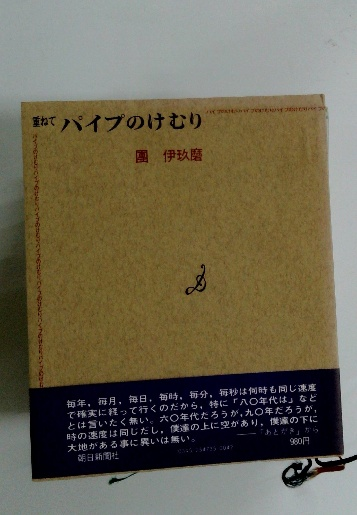 重ねて パイプのけむり
團 伊玖磨
毎年，毎月，毎日，毎時，毎分，毎秒は何時も同じ速度
で確実に経って行くのだから，特に「八〇年代は」など
とは言いたく無い。六〇年代だろうが，九〇年だろうが，
時の速度は同じだし，僕達の上に空があり，僕達の下に
大地がある事に異いは無い。
——「あとがき」から
朝日新聞社
980円